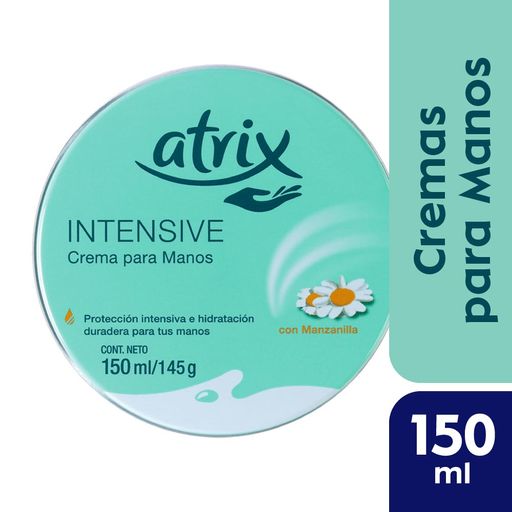 atrix
INTENSIVE
Crema para Manos
Protección intensiva e hidratación
duradera para tus manos
con Manzanilla
CONT. NETO
150 ml/145 g
Cremas
para Manos
150
ml